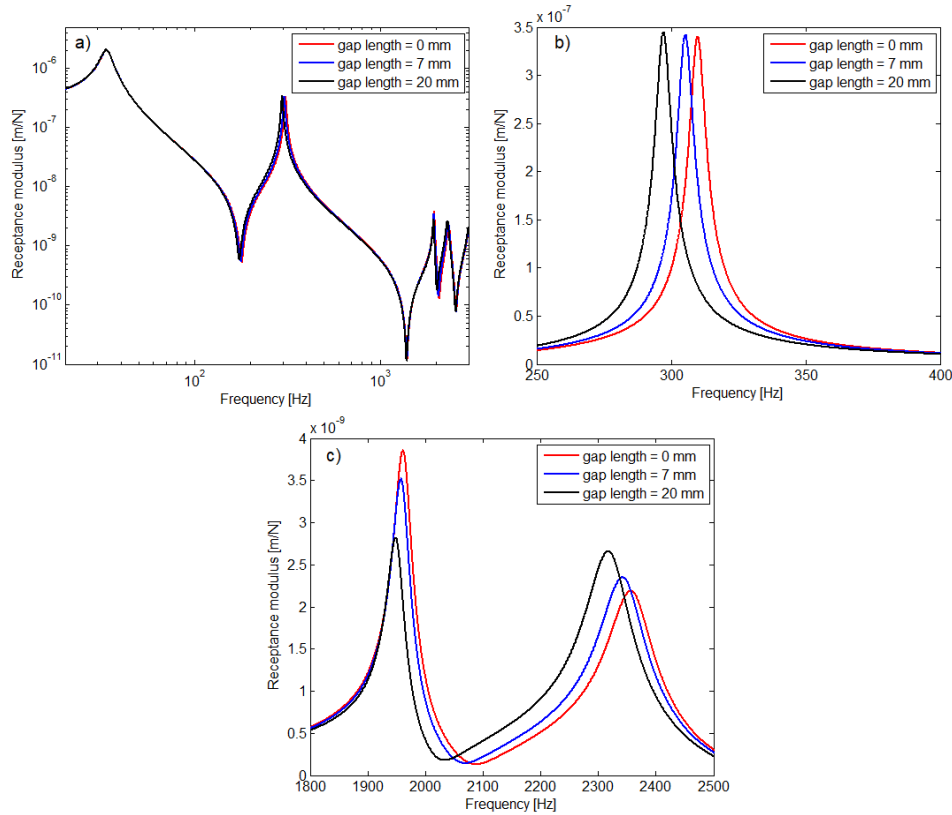 a)
gap length = 0 mm
gap length = 7 mm
gap length = 20 mm
Receptance modulus [m/N]
10^-6
10^-7
10^-8
10^-9
10^-10
10^-11
10^2
10^3
Frequency [Hz]
x 10^-7
b)
gap length = 0 mm
gap length = 7 mm
gap length = 20 mm
Receptance modulus [m/N]
3.5
3
2.5
2
1.5
1
0.5
0
250
300
350
400
Frequency [Hz]
x 10^-9
c)
gap length = 0 mm
gap length = 7 mm
gap length = 20 mm
Receptance modulus [m/N]
4
3.5
3
2.5
2
1.5
1
0.5
0
1800
1900
2000
2100
2200
2300
2400
2500
Frequency [Hz]